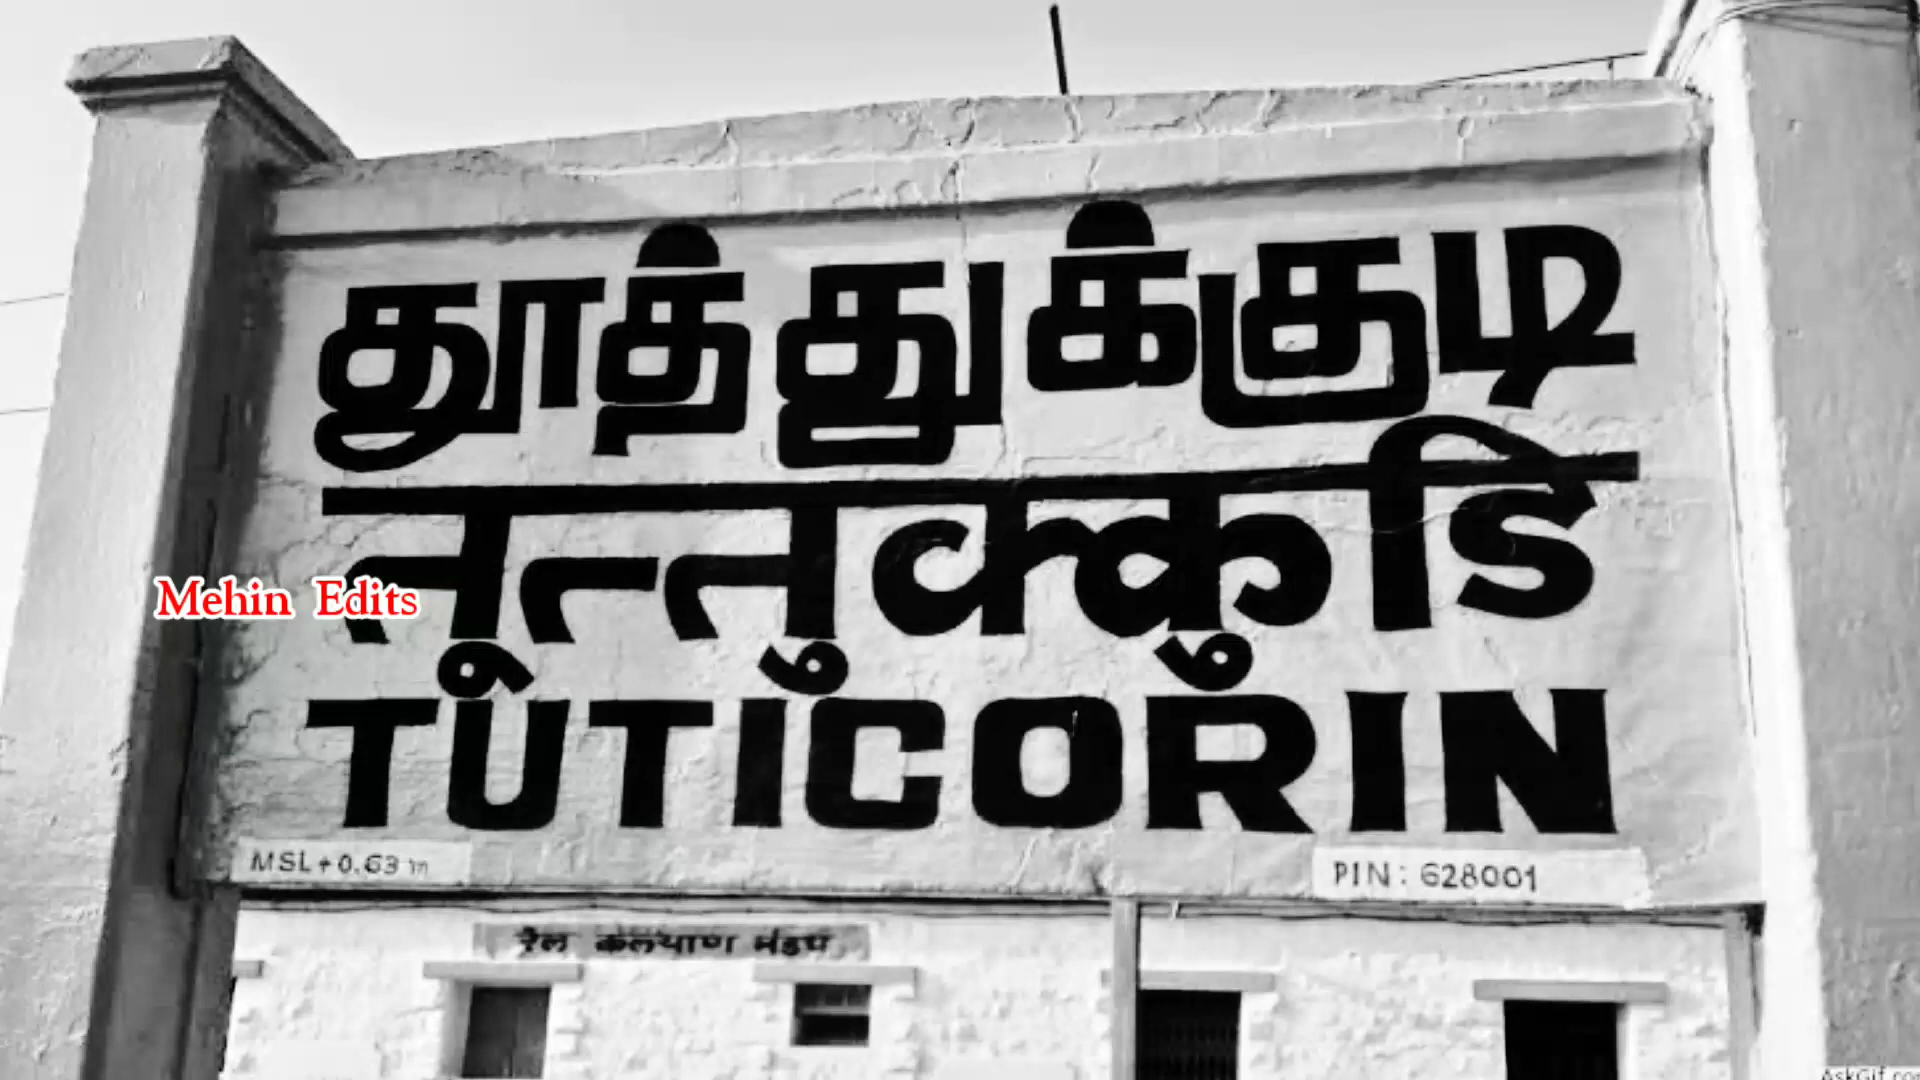 தூத்துக்குடி
तूत्तुक्कुडि
Mehin Edits
TUTICORIN
MSL + 0.63 m
PIN : 628001
रेल कल्याण मंडप